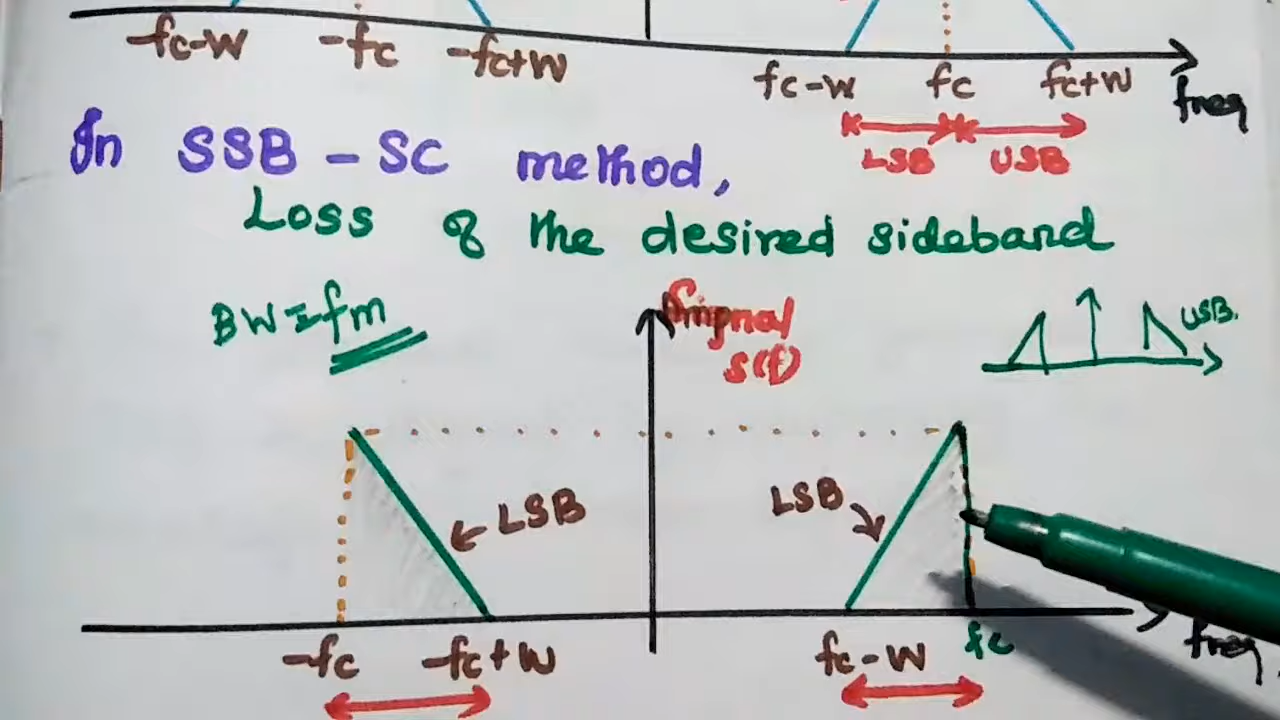 -fc-W -fc -fc+W fc-W fc fc+W freq
LSB USB
In SSB - SC method,
Loss of the desired sideband
BW = fm
Signal
S(f)
USB.
LSB
LSB
-fc -fc+W fc-W fc freq